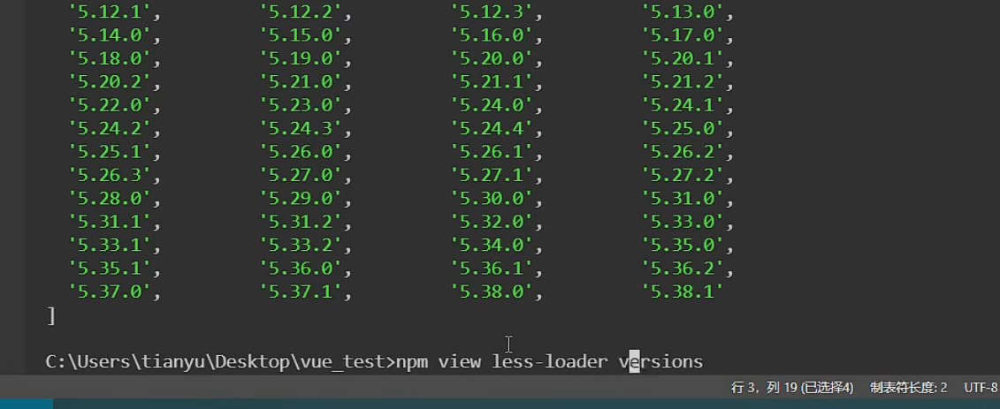 '5.12.1', '5.12.2', '5.12.3', '5.13.0',
'5.14.0', '5.15.0', '5.16.0', '5.17.0',
'5.18.0', '5.19.0', '5.20.0', '5.20.1',
'5.20.2', '5.21.0', '5.21.1', '5.21.2',
'5.22.0', '5.23.0', '5.24.0', '5.24.1',
'5.24.2', '5.24.3', '5.24.4', '5.25.0',
'5.25.1', '5.26.0', '5.26.1', '5.26.2',
'5.26.3', '5.27.0', '5.27.1', '5.27.2',
'5.28.0', '5.29.0', '5.30.0', '5.31.0',
'5.31.1', '5.31.2', '5.32.0', '5.33.0',
'5.33.1', '5.33.2', '5.34.0', '5.35.0',
'5.35.1', '5.36.0', '5.36.1', '5.36.2',
'5.37.0', '5.37.1', '5.38.0', '5.38.1'
]
C:\Users\tianyu\Desktop\vue_test>npm view less-loader versions
行 3，列 19 (已选择4) 制表符长度: 2 UTF-8